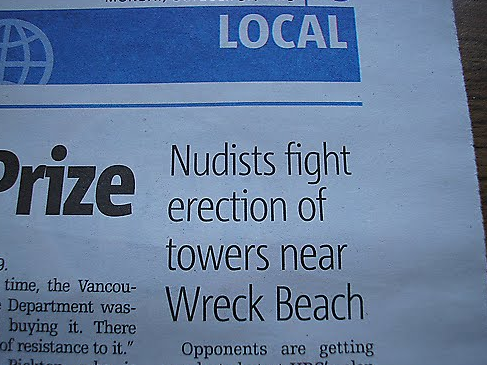 LOCAL
Prize
Nudists fight
erection of
towers near
Wreck Beach
time, the Vancou-
Department was-
buying it. There
of resistance to it."
Opponents are getting